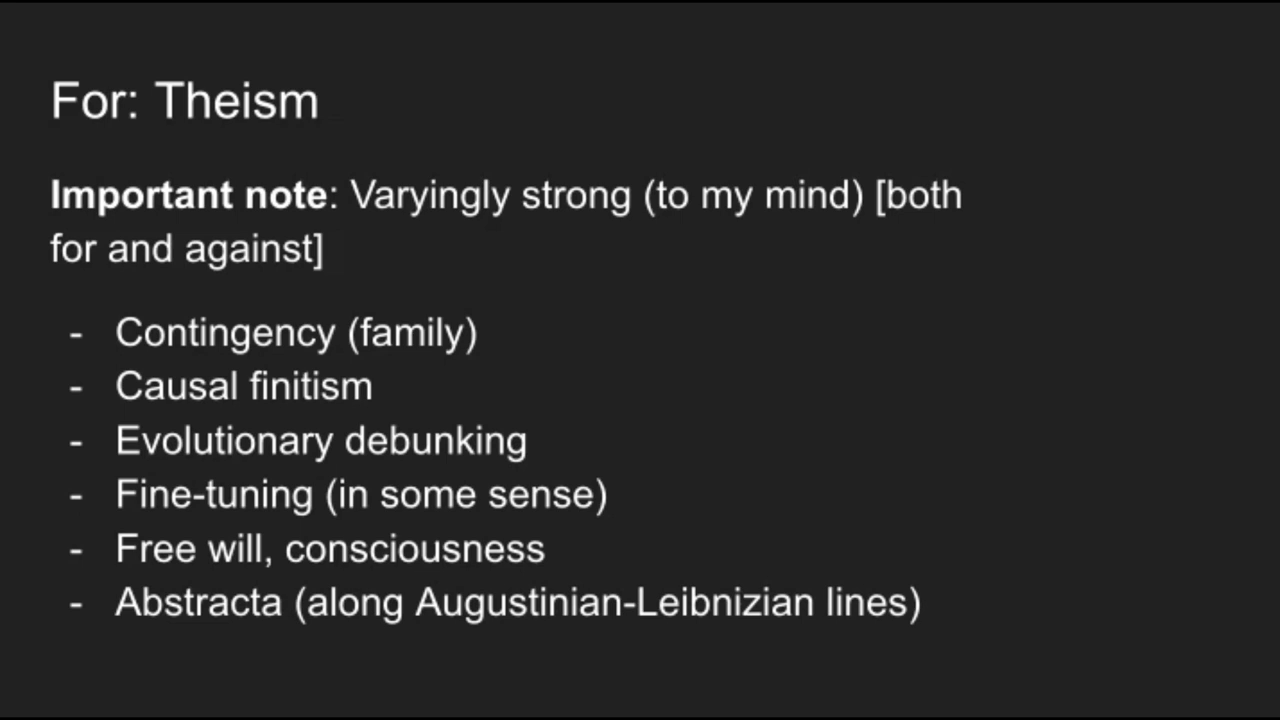 For: Theism
Important note: Varyingly strong (to my mind) [both
for and against]
- Contingency (family)
- Causal finitism
- Evolutionary debunking
- Fine-tuning (in some sense)
- Free will, consciousness
- Abstracta (along Augustinian-Leibnizian lines)